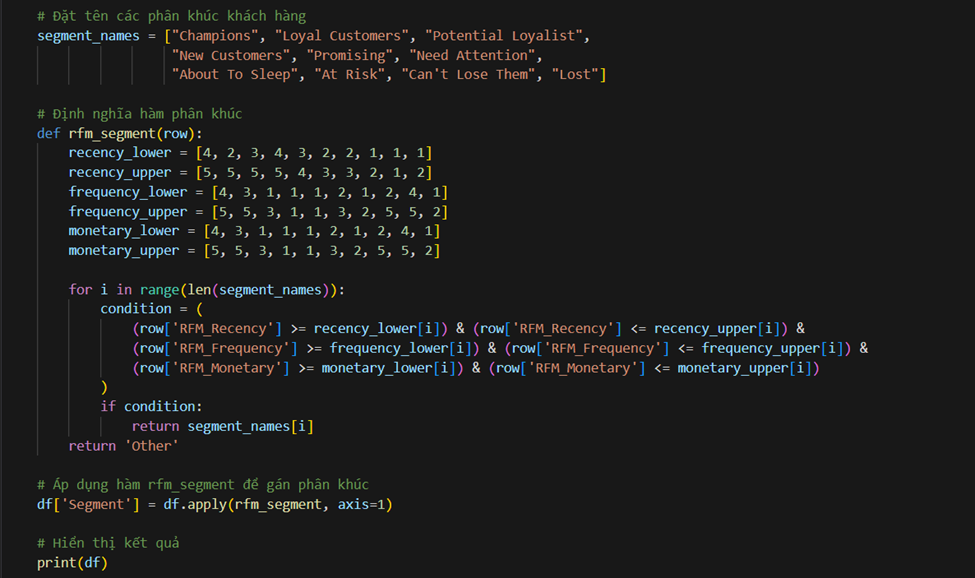 # Đặt tên các phân khúc khách hàng
segment_names = ["Champions", "Loyal Customers", "Potential Loyalist",
                "New Customers", "Promising", "Need Attention",
                "About To Sleep", "At Risk", "Can't Lose Them", "Lost"]

# Định nghĩa hàm phân khúc
def rfm_segment(row):
    recency_lower = [4, 2, 3, 4, 3, 2, 2, 1, 1, 1]
    recency_upper = [5, 5, 5, 5, 4, 3, 3, 2, 1, 2]
    frequency_lower = [4, 3, 1, 1, 1, 2, 1, 2, 4, 1]
    frequency_upper = [5, 5, 3, 1, 1, 3, 2, 5, 5, 2]
    monetary_lower = [4, 3, 1, 1, 1, 2, 1, 2, 4, 1]
    monetary_upper = [5, 5, 3, 1, 1, 3, 2, 5, 5, 2]

    for i in range(len(segment_names)):
        condition = (
            (row['RFM_Recency'] >= recency_lower[i]) & (row['RFM_Recency'] <= recency_upper[i]) &
            (row['RFM_Frequency'] >= frequency_lower[i]) & (row['RFM_Frequency'] <= frequency_upper[i]) &
            (row['RFM_Monetary'] >= monetary_lower[i]) & (row['RFM_Monetary'] <= monetary_upper[i])
        )
        if condition:
            return segment_names[i]
    return 'Other'

# Áp dụng hàm rfm_segment để gán phân khúc
df['Segment'] = df.apply(rfm_segment, axis=1)

# Hiển thị kết quả
print(df)